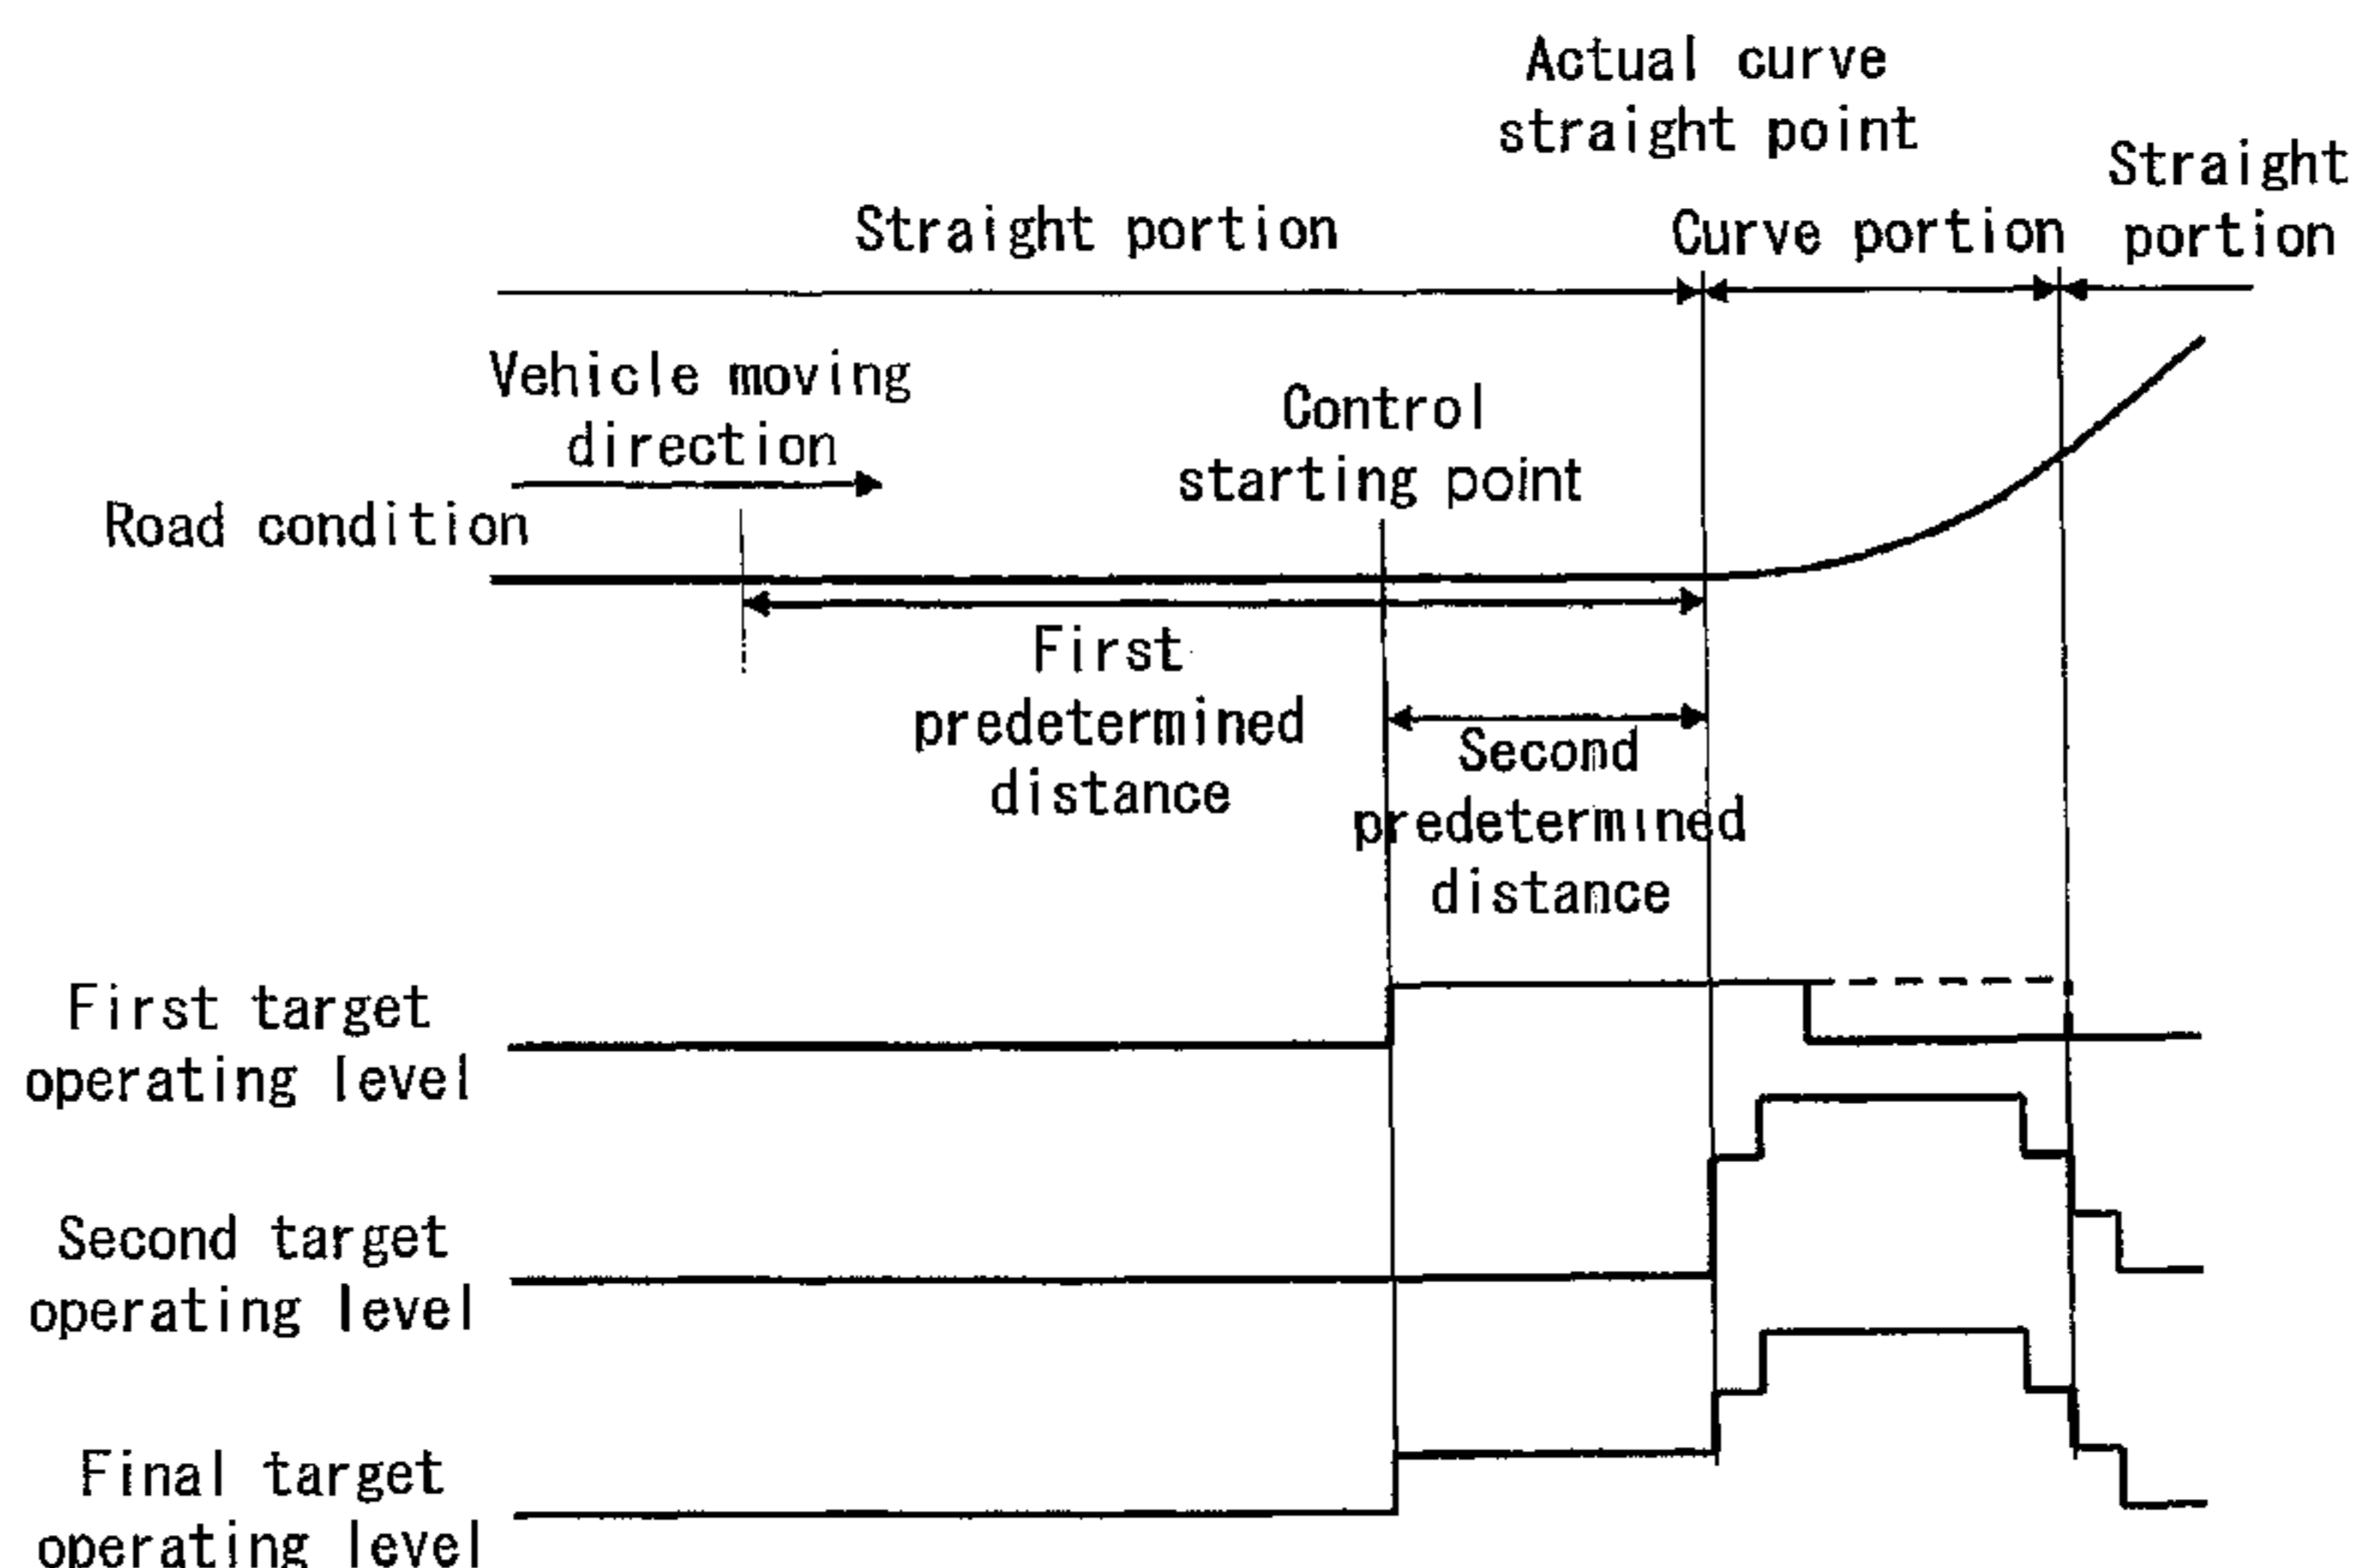 Actual curve
straight point
Straight
portion
Straight portion
Curve portion
Vehicle moving
direction
Control
starting point
Road condition
First
predetermined
distance
Second
predetermined
distance
First target
operating level
Second target
operating level
Final target
operating level